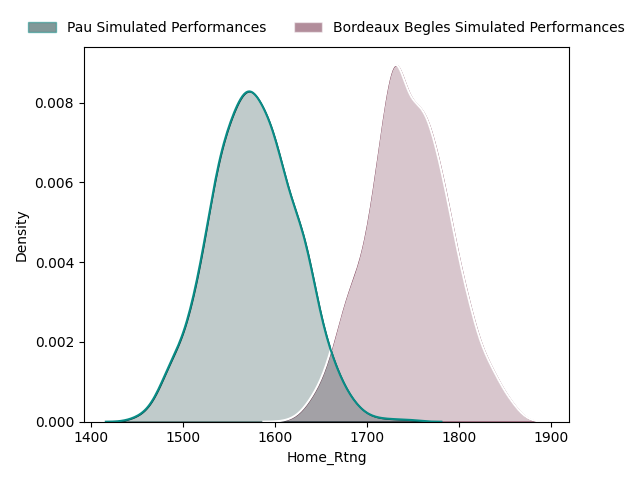 Pau Simulated Performances Bordeaux Begles Simulated Performances
0.008
0.006
0.004
0.002
0.000
Density
1400 1500 1600 1700 1800 1900
Home_Rtng